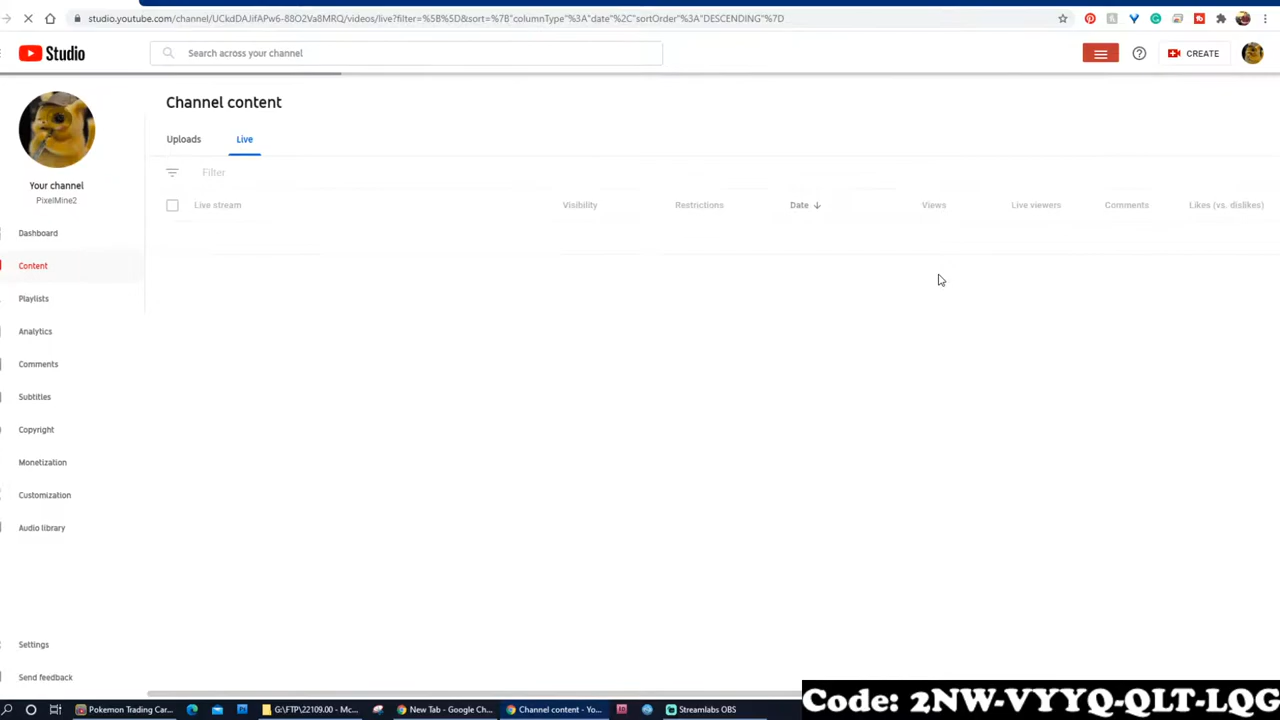 studio.youtube.com/channel/UCkdDAJifAPw6-88O2Va8MRQ/videos/live?filter=%5B%5D&sort=%7B"columnType"%3A"date"%2C"sortOrder"%3A"DESCENDING"%7D
Studio
Search across your channel
CREATE
Channel content
Uploads
Live
Filter
Live stream
Visibility
Restrictions
Date
Views
Live viewers
Comments
Likes (vs. dislikes)
Your channel
PixelMine2
Dashboard
Content
Playlists
Analytics
Comments
Subtitles
Copyright
Monetization
Customization
Audio library
Settings
Send feedback
Pokemon Trading Car...
G:\FTP\22109.00 - Mc...
New Tab - Google Ch...
Channel content - Yo...
Streamlabs OBS
Code: 2NW-VYYQ-QLT-LQG